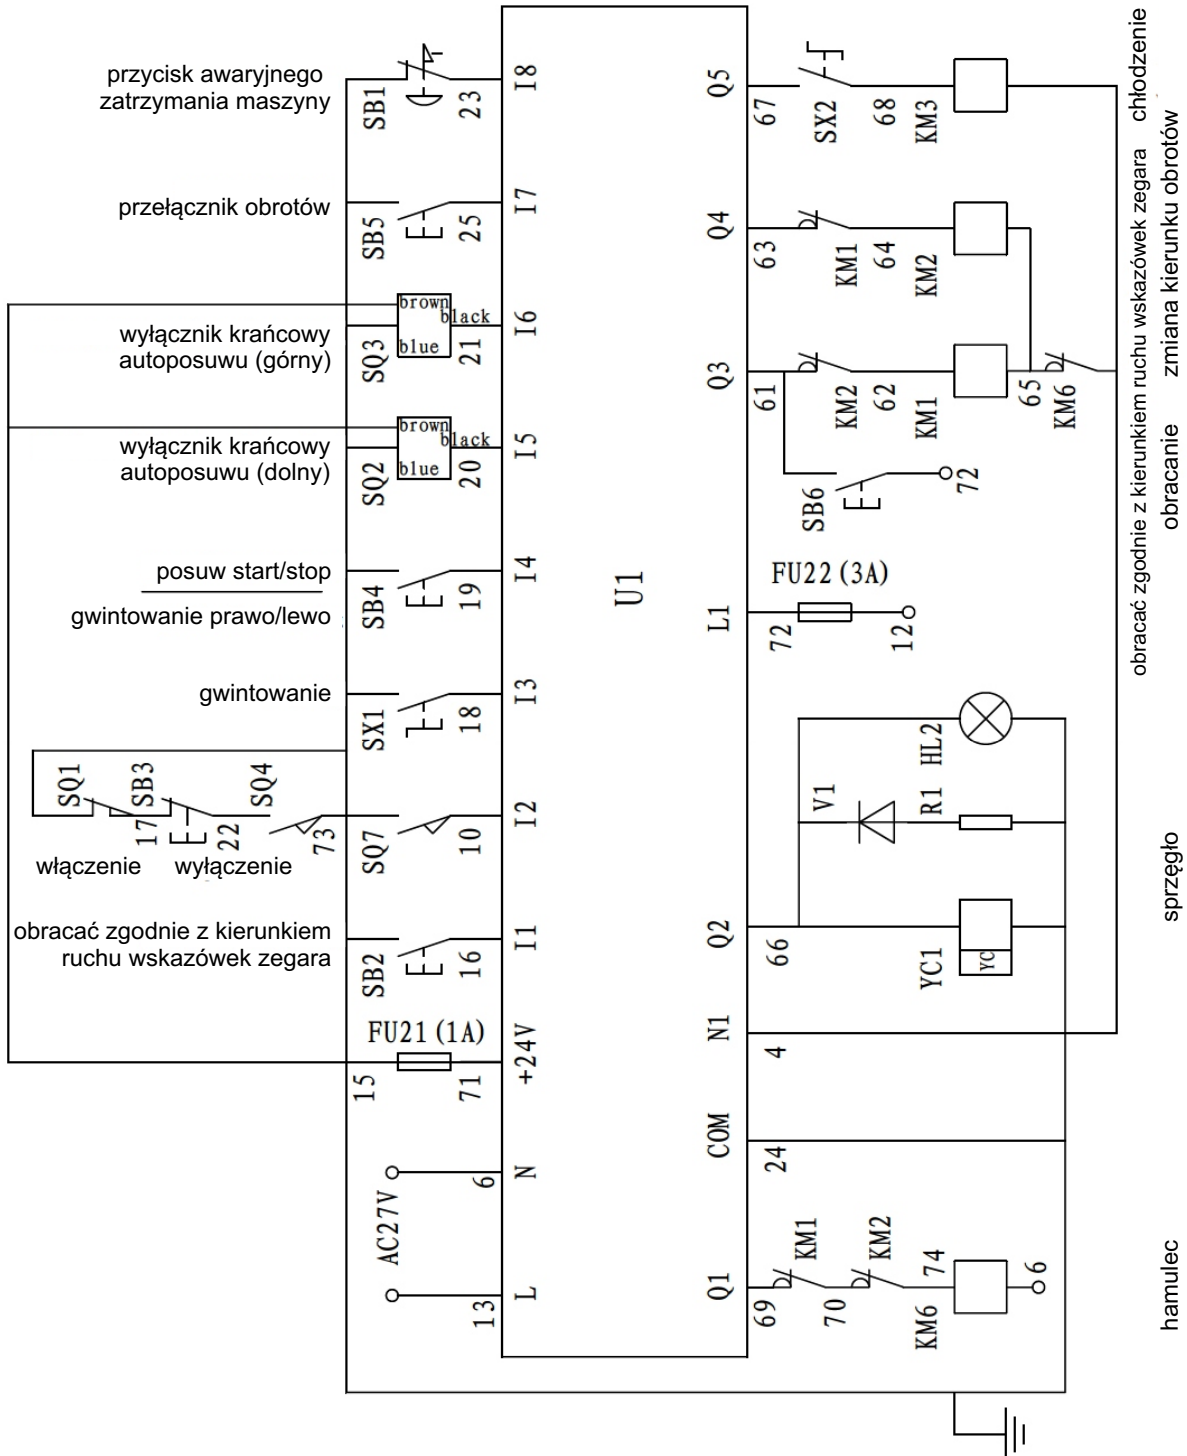 przycisk awaryjnego
zatrzymania maszyny
SB1
23
I8
przełącznik obrotów
SB5
25
I7
wyłącznik krańcowy
autoposuwu (górny)
SQ3
brown
black
blue
21
I6
wyłącznik krańcowy
autoposuwu (dolny)
SQ2
brown
black
blue
20
I5
posuw start/stop
gwintowanie prawo/lewo
SB4
19
I4
gwintowanie
SX1
18
I3
SQ1
17
SB3
22
SQ4
73
SQ7
10
I2
włączenie
wyłączenie
obracać zgodnie z kierunkiem
ruchu wskazówek zegara
SB2
16
I1
FU21 (1A)
15
71
+24V
AC27V
6
N
13
L
U1
Q5
67
SX2
68
KM3
Q4
63
KM1
64
KM2
Q3
61
KM2
62
KM1
65
KM6
SB6
72
FU22 (3A)
L1
72
12
HL2
V1
R1
Q2
66
YC1
YC
N1
4
COM
24
Q1
69
KM1
70
KM2
74
KM6
6
chłodzenie
zmiana kierunku obrotów
obracać zgodnie z kierunkiem ruchu wskazówek zegara
obracanie
sprzęgło
hamulec